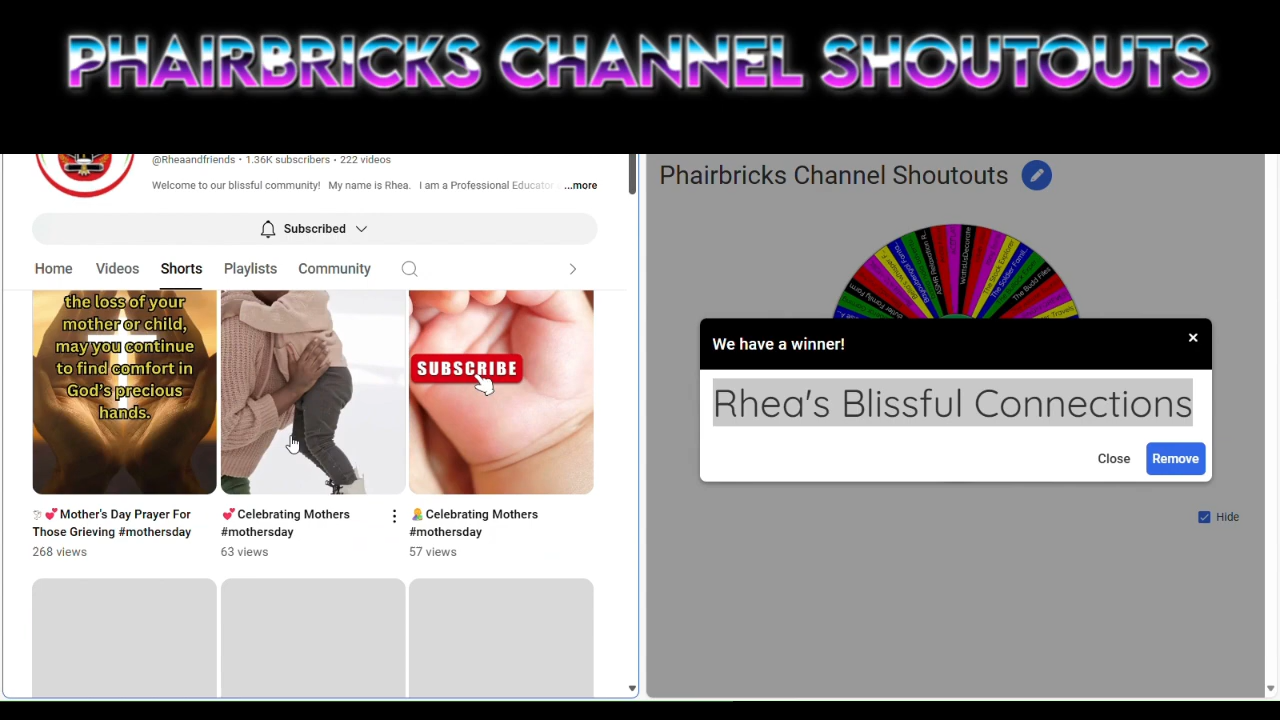 PHAIRBRICKS CHANNEL SHOUTOUTS
@Rheaandfriends • 1.36K subscribers • 222 videos
Welcome to our blissful community! My name is Rhea. I am a Professional Educator ...more
Subscribed
Home Videos Shorts Playlists Community
the loss of your
mother or child,
may you continue
to find comfort in
God's precious
hands.
SUBSCRIBE
🕊️💕Mother's Day Prayer For
Those Grieving #mothersday
268 views
💕Celebrating Mothers
#mothersday
63 views
🤱Celebrating Mothers
#mothersday
57 views
Phairbricks Channel Shoutouts
The Budd Files
We have a winner!
Rhea's Blissful Connections
Close Remove
Hide